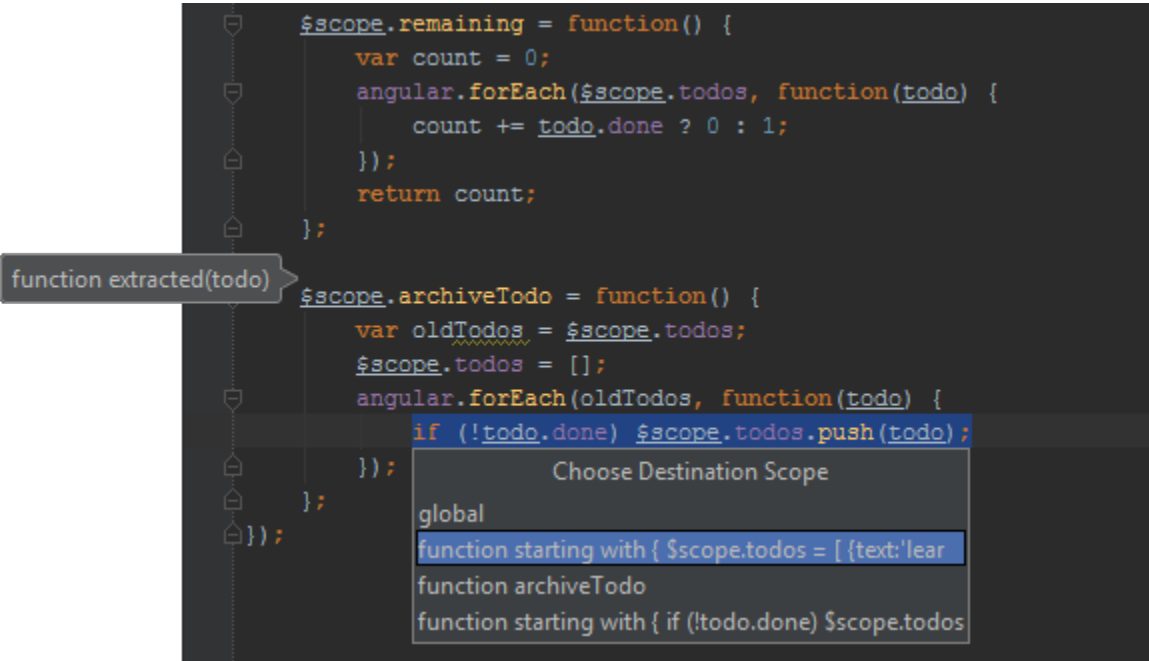 $scope.remaining = function() {
var count = 0;
angular.forEach($scope.todos, function(todo) {
count += todo.done ? 0 : 1;
});
return count;
};
function extracted(todo)
$scope.archiveTodo = function() {
var oldTodos = $scope.todos;
$scope.todos = [];
angular.forEach(oldTodos, function(todo) {
if (!todo.done) $scope.todos.push(todo);
});
};
});
Choose Destination Scope
global
function starting with { $scope.todos = [ {text:'lear
function archiveTodo
function starting with { if (!todo.done) $scope.todos